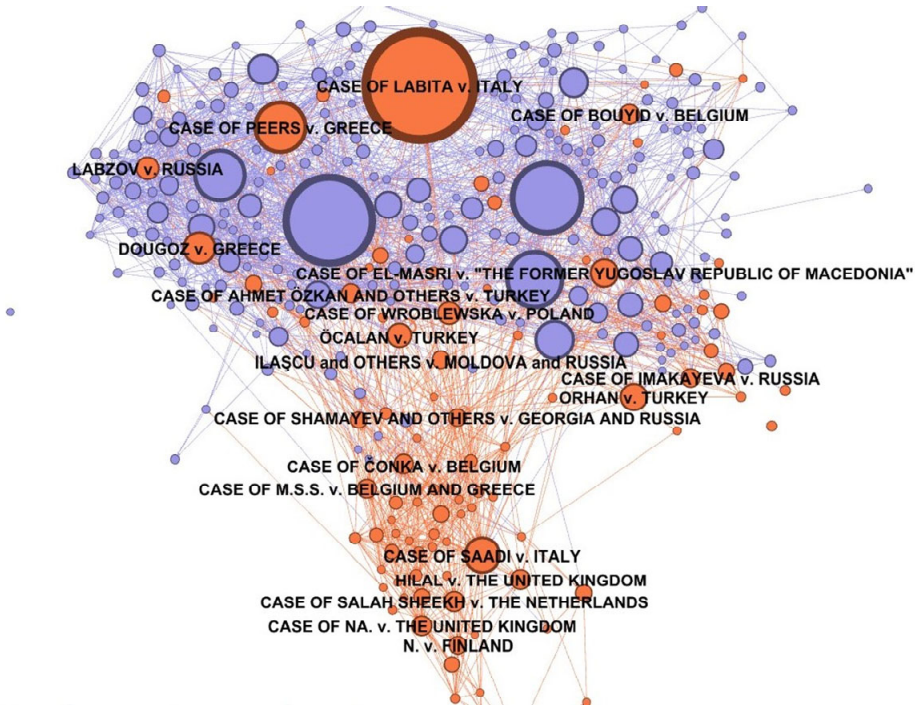 CASE OF LABITA v. ITALY
CASE OF BOUYID v. BELGIUM
CASE OF PEERS v. GREECE
LABZOV v. RUSSIA
DOUGOZ v. GREECE
CASE OF EL-MASRI v. "THE FORMER YUGOSLAV REPUBLIC OF MACEDONIA"
CASE OF AHMET ÖZKAN AND OTHERS v. TURKEY
CASE OF WROBLEWSKA v. POLAND
ÖCALAN v. TURKEY
ILAŞCU and OTHERS v. MOLDOVA and RUSSIA
CASE OF IMAKAYEVA v. RUSSIA
ORHAN v. TURKEY
CASE OF SHAMAYEV AND OTHERS v. GEORGIA AND RUSSIA
CASE OF ČONKA v. BELGIUM
CASE OF M.S.S. v. BELGIUM AND GREECE
CASE OF SAADI v. ITALY
HILAL v. THE UNITED KINGDOM
CASE OF SALAH SHEEKH v. THE NETHERLANDS
CASE OF NA. v. THE UNITED KINGDOM
N. v. FINLAND